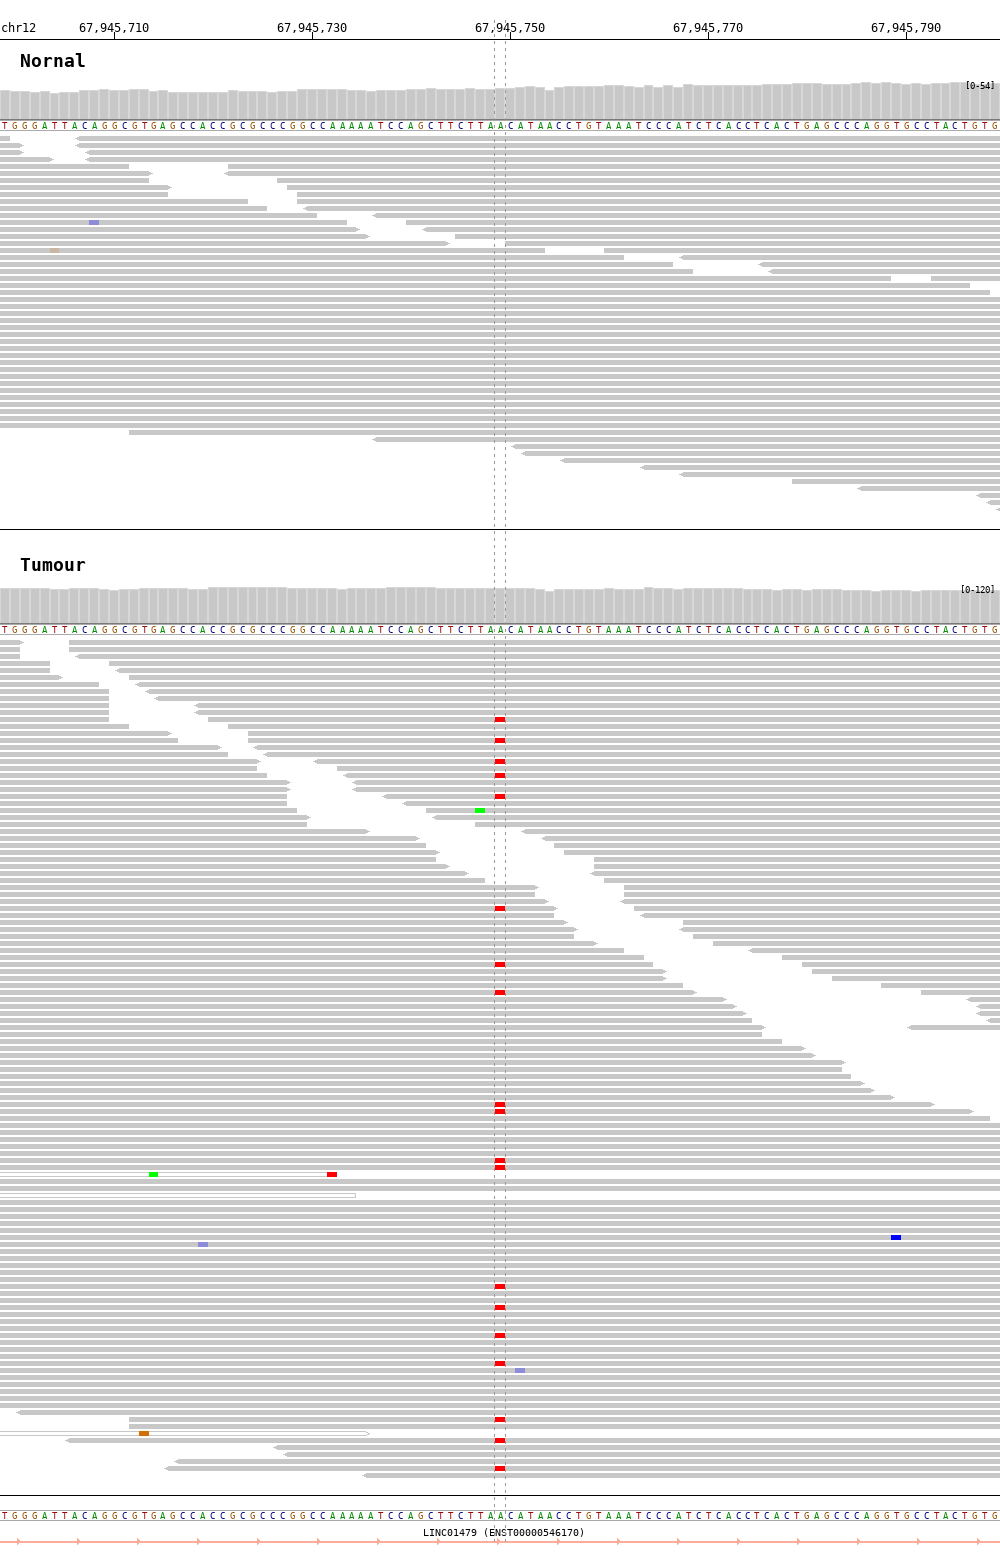 chr12 67,945,710 67,945,730 67,945,750 67,945,770 67,945,790
Nornal
[0-54]
TGGGATTACAGGCGTGAGCCACCGCGCCCGGCCAAAAATCCAGCTTCTTAACATAACCTGTAAATCCCATCTCACCTCACTGAGCCCAGGTGCCTACTGTG
Tumour
[0-120]
TGGGATTACAGGCGTGAGCCACCGCGCCCGGCCAAAAATCCAGCTTCTTAACATAACCTGTAAATCCCATCTCACCTCACTGAGCCCAGGTGCCTACTGTG
TGGGATTACAGGCGTGAGCCACCGCGCCCGGCCAAAAATCCAGCTTCTTAACATAACCTGTAAATCCCATCTCACCTCACTGAGCCCAGGTGCCTACTGTG
LINC01479 (ENST00000546170)